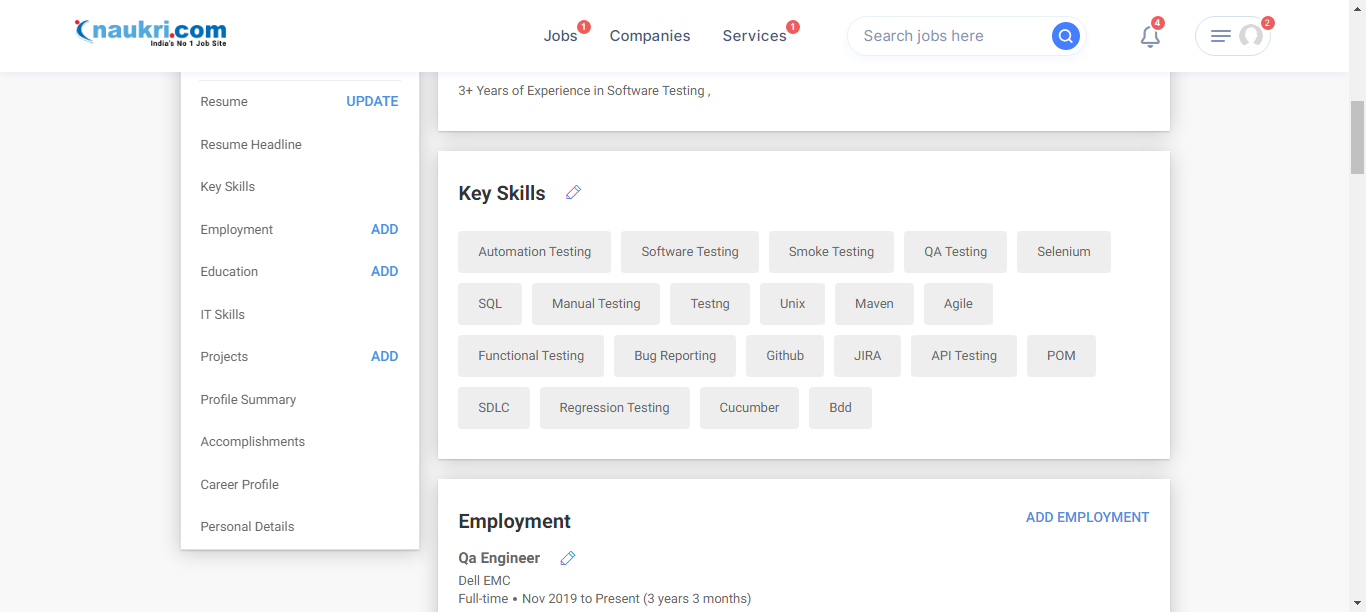 naukri.com
India's No 1 Job Site
Jobs 1
Companies
Services 1
Search jobs here
4
2
Resume UPDATE
Resume Headline
Key Skills
Employment ADD
Education ADD
IT Skills
Projects ADD
Profile Summary
Accomplishments
Career Profile
Personal Details
3+ Years of Experience in Software Testing ,
Key Skills
Automation Testing Software Testing Smoke Testing QA Testing Selenium
SQL Manual Testing Testng Unix Maven Agile
Functional Testing Bug Reporting Github JIRA API Testing POM
SDLC Regression Testing Cucumber Bdd
Employment ADD EMPLOYMENT
Qa Engineer
Dell EMC
Full-time • Nov 2019 to Present (3 years 3 months)